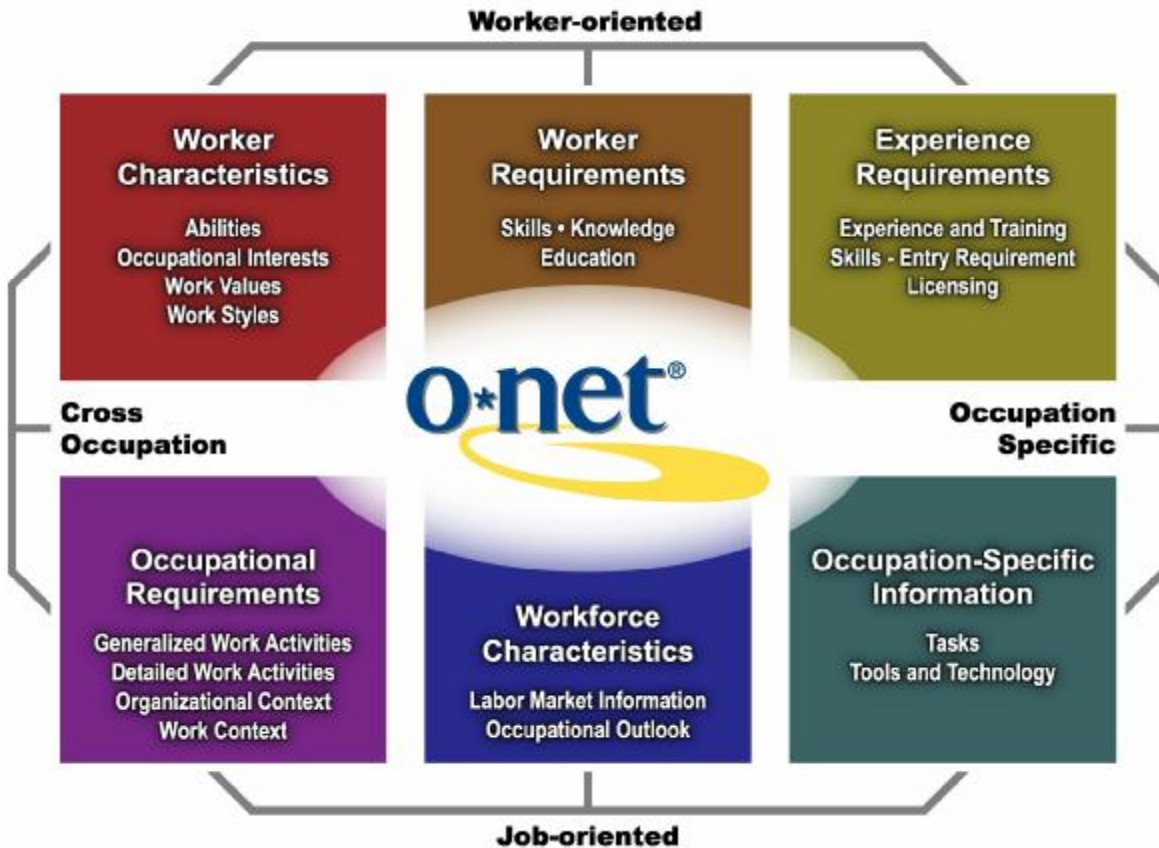 Worker-oriented
Worker
Characteristics
Abilities
Occupational Interests
Work Values
Work Styles
Worker
Requirements
Skills • Knowledge
Education
Experience
Requirements
Experience and Training
Skills - Entry Requirement
Licensing
o*net®
Cross
Occupation
Occupation
Specific
Occupational
Requirements
Generalized Work Activities
Detailed Work Activities
Organizational Context
Work Context
Workforce
Characteristics
Labor Market Information
Occupational Outlook
Occupation-Specific
Information
Tasks
Tools and Technology
Job-oriented